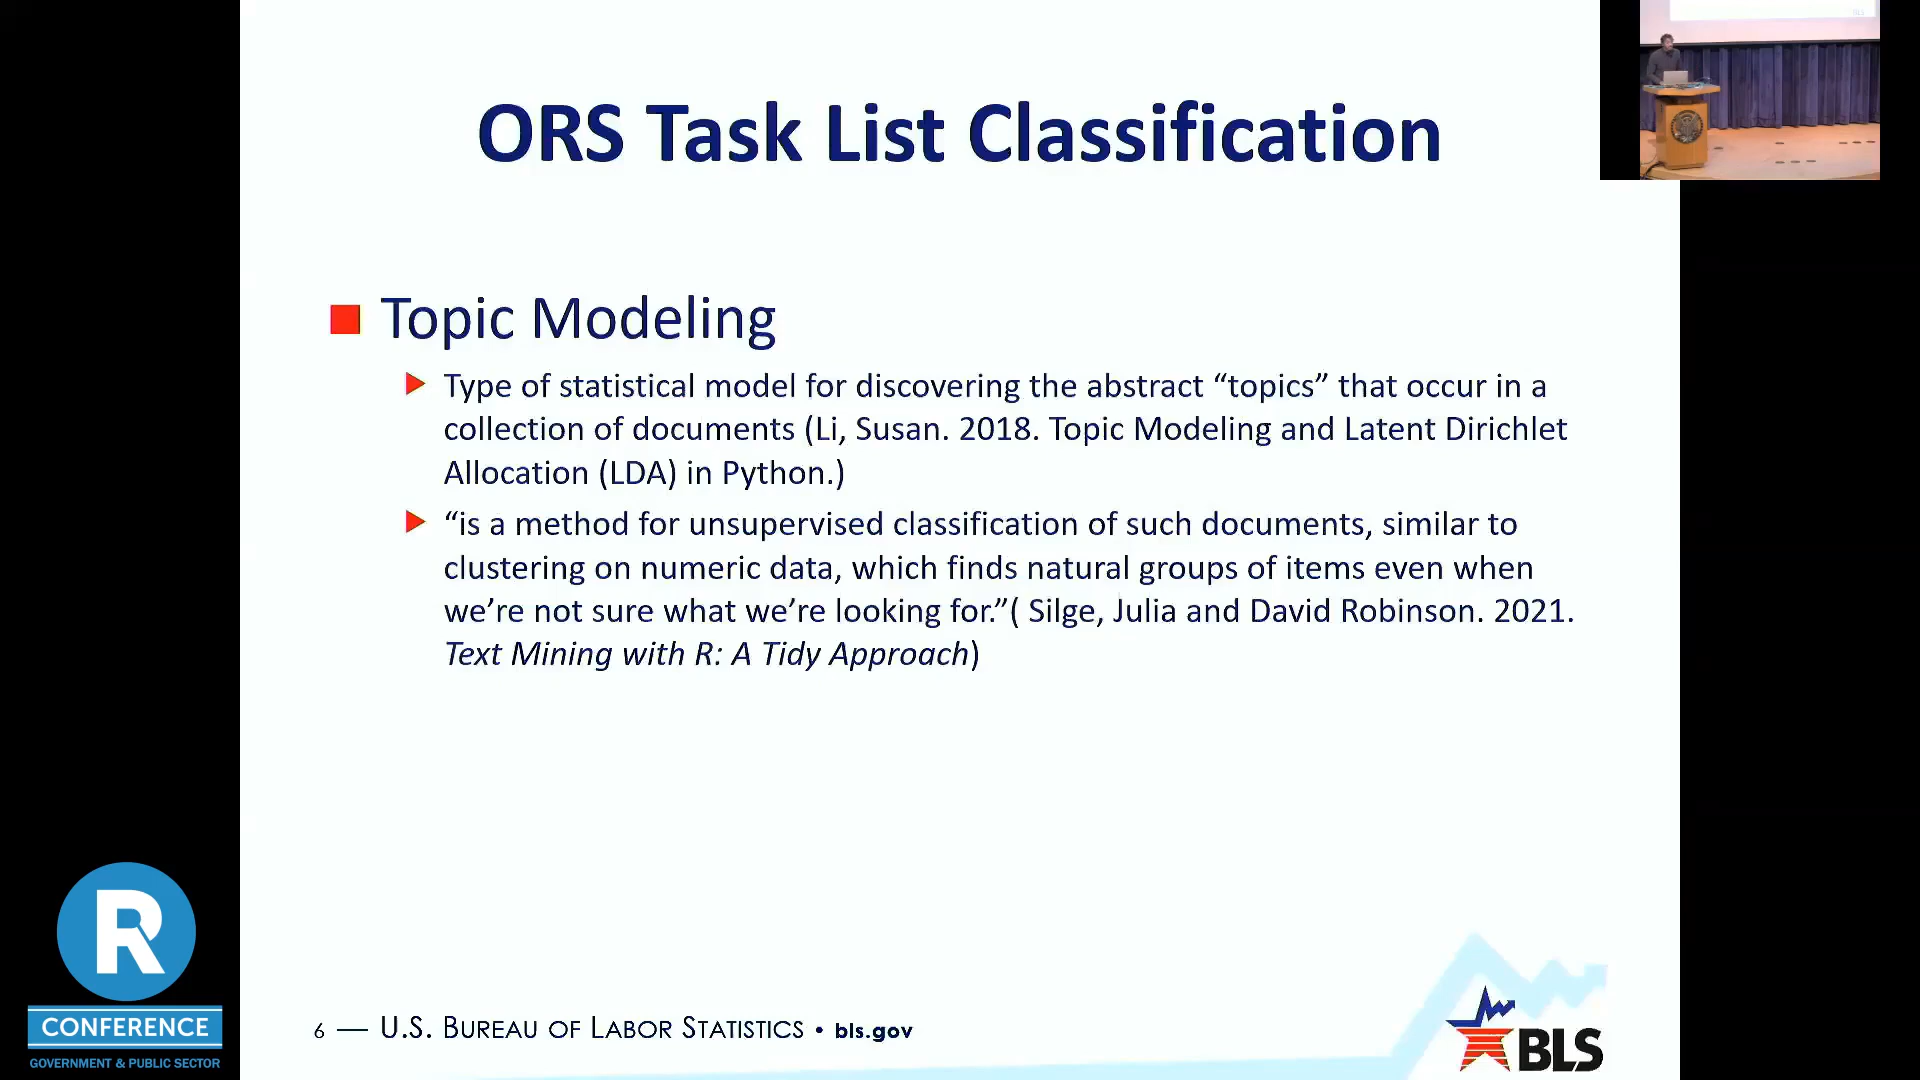 ORS Task List Classification
Topic Modeling
Type of statistical model for discovering the abstract “topics” that occur in a
collection of documents (Li, Susan. 2018. Topic Modeling and Latent Dirichlet
Allocation (LDA) in Python.)
“is a method for unsupervised classification of such documents, similar to
clustering on numeric data, which finds natural groups of items even when
we’re not sure what we’re looking for.”( Silge, Julia and David Robinson. 2021.
Text Mining with R: A Tidy Approach)
6 — U.S. BUREAU OF LABOR STATISTICS • bls.gov
BLS
R
CONFERENCE
GOVERNMENT & PUBLIC SECTOR
BLS